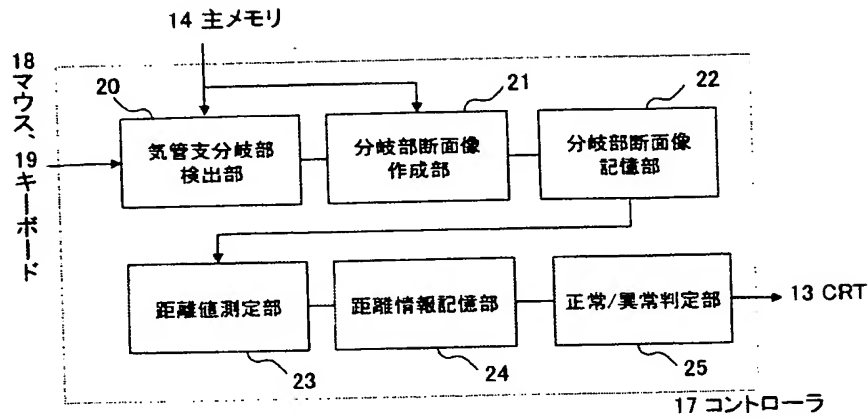 14 主メモリ
18
マウス、
19
キーボード
20
21
22
気管支分岐部
検出部
分岐部断面像
作成部
分岐部断面像
記憶部
距離値測定部
距離情報記憶部
正常/異常判定部
13 CRT
23
24
25
17 コントローラ